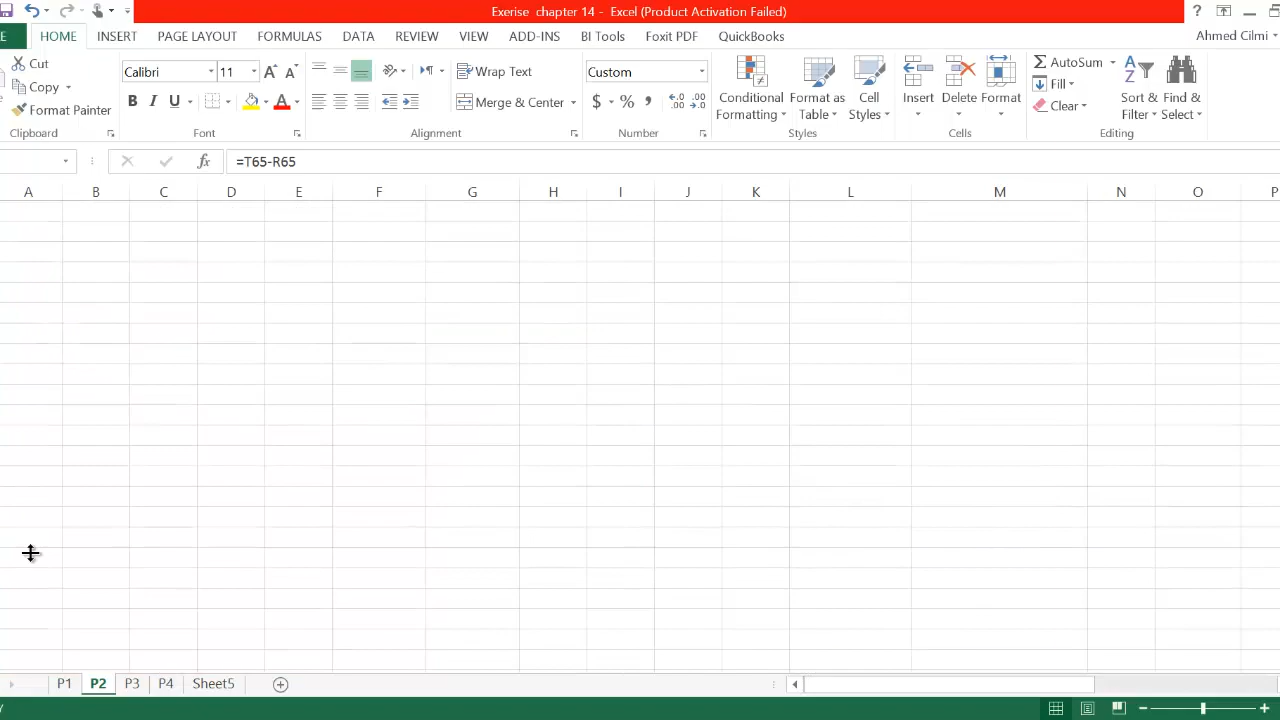 Exerise chapter 14 - Excel (Product Activation Failed)
HOME INSERT PAGE LAYOUT FORMULAS DATA REVIEW VIEW ADD-INS BI Tools Foxit PDF QuickBooks Ahmed Cilmi
Cut
Copy
Format Painter
Clipboard
Calibri 11
B I U
Font
Wrap Text
Merge & Center
Alignment
Custom
$ % ,
Number
Conditional Formatting
Format as Table
Cell Styles
Styles
Insert
Delete
Format
Cells
AutoSum
Fill
Clear
Sort & Filter
Find & Select
Editing
fx =T65-R65
A B C D E F G H I J K L M N O P
P1 P2 P3 P4 Sheet5